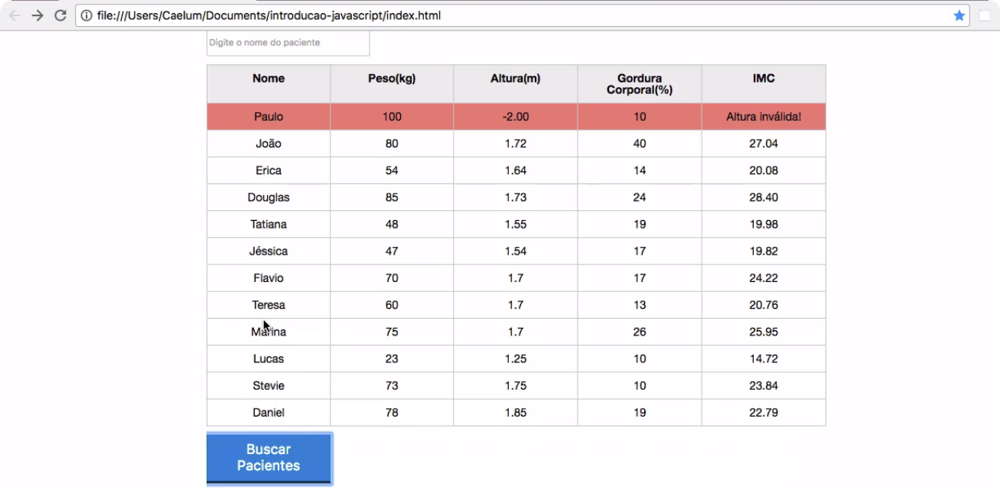 file:///Users/Caelum/Documents/introducao-javascript/index.html
Digite o nome do paciente
Nome Peso(kg) Altura(m) Gordura Corporal(%) IMC
Paulo 100 -2.00 10 Altura inválida!
João 80 1.72 40 27.04
Erica 54 1.64 14 20.08
Douglas 85 1.73 24 28.40
Tatiana 48 1.55 19 19.98
Jéssica 47 1.54 17 19.82
Flavio 70 1.7 17 24.22
Teresa 60 1.7 13 20.76
Marina 75 1.7 26 25.95
Lucas 23 1.25 10 14.72
Stevie 73 1.75 10 23.84
Daniel 78 1.85 19 22.79
Buscar
Pacientes